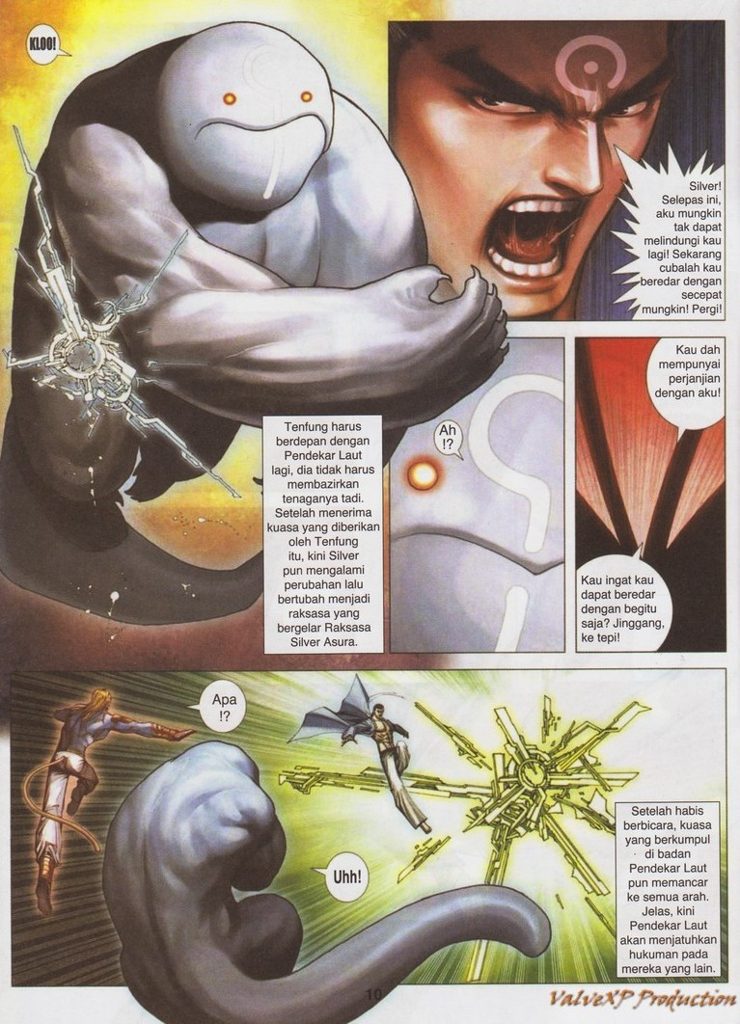 KLOO!
Silver!
Selepas ini,
aku mungkin
tak dapat
melindungi kau
lagi! Sekarang
cubalah kau
beredar dengan
secepat
mungkin! Pergi!
Tenfung harus
berdepan dengan
Pendekar Laut
lagi, dia tidak harus
membazirkan
tenaganya tadi.
Setelah menerima
kuasa yang diberikan
oleh Tenfung
itu, kini Silver
pun mengalami
perubahan lalu
bertubuh menjadi
raksasa yang
bergelar Raksasa
Silver Asura.
Ah
!?
Kau dah
mempunyai
perjanjian
dengan aku!
Kau ingat kau
dapat beredar
dengan begitu
saja? Jinggang,
ke tepi!
Apa
!?
Uhh!
Setelah habis
berbicara, kuasa
yang berkumpul
di badan
Pendekar Laut
pun memancar
ke semua arah.
Jelas, kini
Pendekar Laut
akan menjatuhkan
hukuman pada
mereka yang lain.
10
ValveXP Production